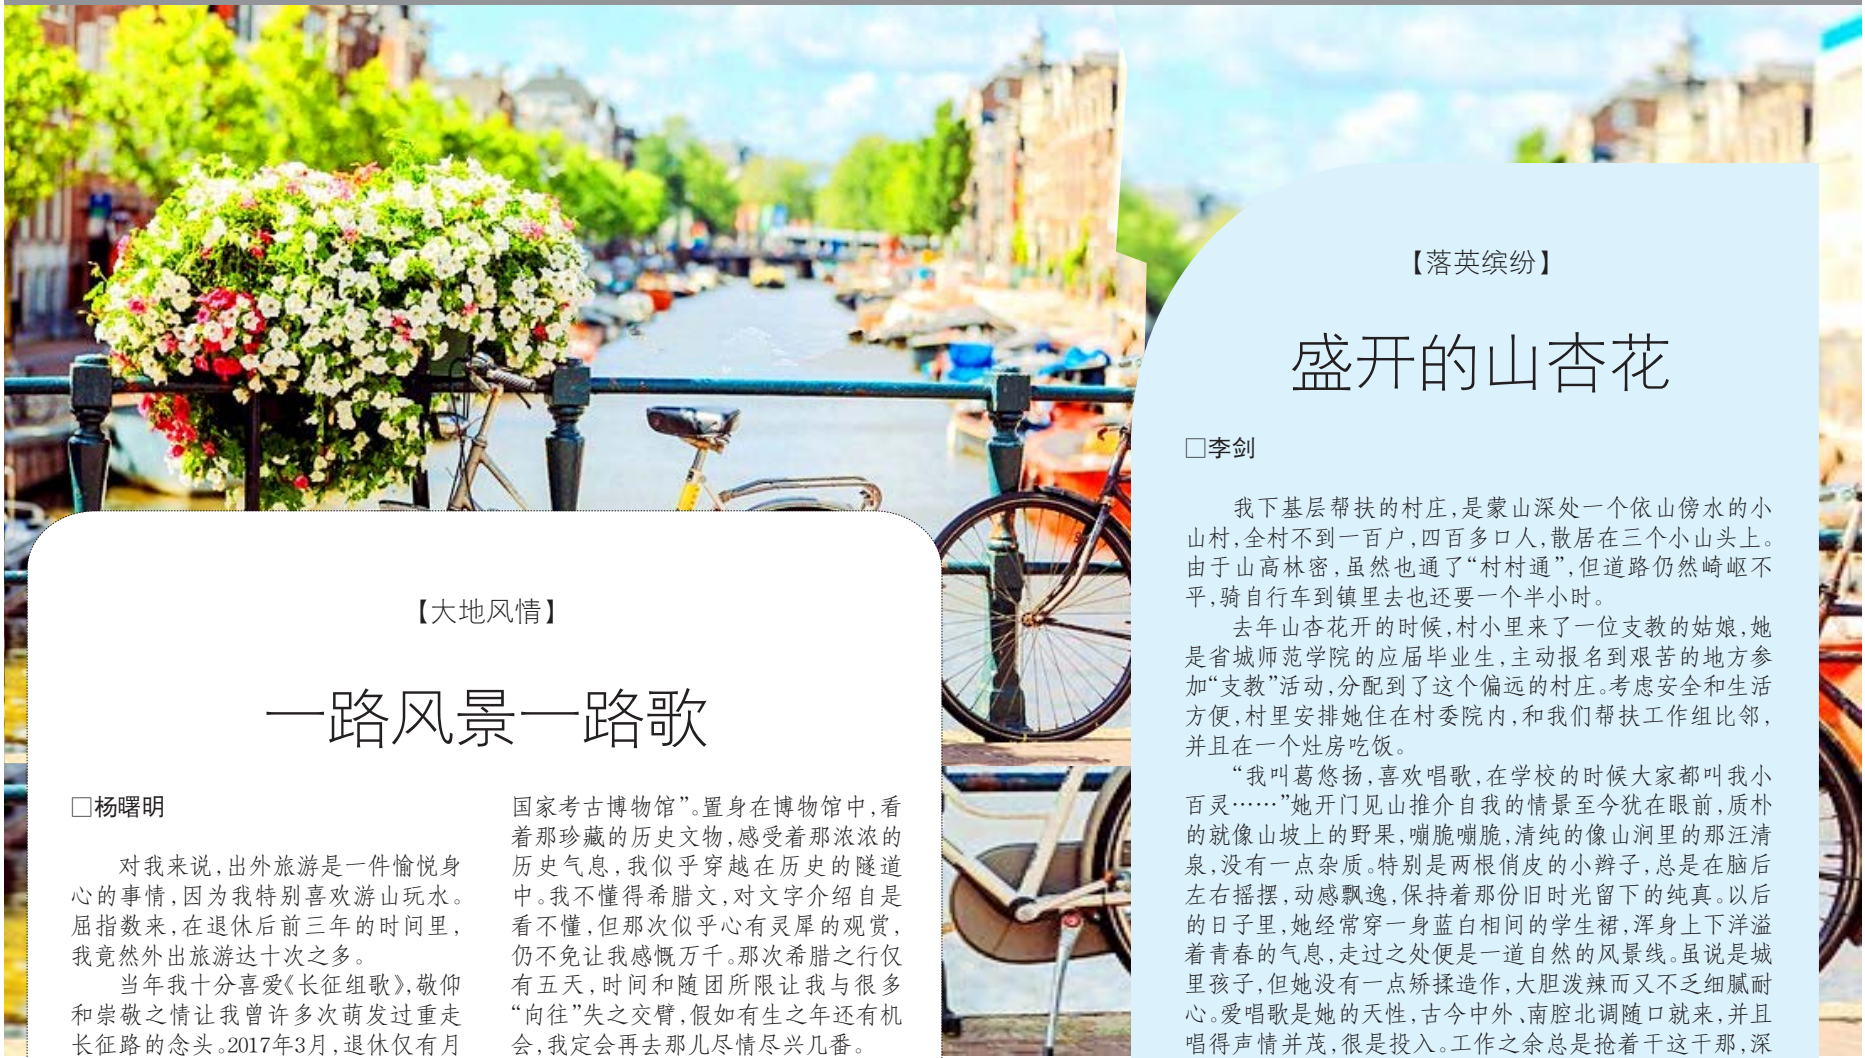 【大地风情】
一路风景一路歌
□杨曙明
对我来说,出外旅游是一件愉悦身
心的事情,因为我特别喜欢游山玩水。
屈指数来,在退休后前三年的时间里,
我竟然外出旅游达十次之多。
当年我十分喜爱《长征组歌》,敬仰
和崇敬之情让我曾许多次萌发过重走
长征路的念头。2017年3月,退休仅有月
国家考古博物馆”。置身在博物馆中,看
着那珍藏的历史文物,感受着那浓浓的
历史气息,我似乎穿越在历史的隧道
中。我不懂得希腊文,对文字介绍自是
看不懂,但那次似乎心有灵犀的观赏,
仍不免让我感慨万千。那次希腊之行仅
有五天,时间和随团所限让我与很多
“向往”失之交臂,假如有生之年还有机
会,我定会再去那儿尽情尽兴几番。
【落英缤纷】
盛开的山杏花
□李剑
我下基层帮扶的村庄,是蒙山深处一个依山傍水的小
山村,全村不到一百户,四百多口人,散居在三个小山头上。
由于山高林密,虽然也通了“村村通”,但道路仍然崎岖不
平,骑自行车到镇里去也还要一个半小时。
去年山杏花开的时候,村小里来了一位支教的姑娘,她
是省城师范学院的应届毕业生,主动报名到艰苦的地方参
加“支教”活动,分配到了这个偏远的村庄。考虑安全和生活
方便,村里安排她住在村委院内,和我们帮扶工作组比邻,
并且在一个灶房吃饭。
“我叫葛悠扬,喜欢唱歌,在学校的时候大家都叫我小
百灵……”她开门见山推介自我的情景至今犹在眼前,质朴
的就像山坡上的野果,嘣脆嘣脆,清纯的像山涧里的那汪清
泉,没有一点杂质。特别是两根俏皮的小辫子,总是在脑后
左右摇摆,动感飘逸,保持着那份旧时光留下的纯真。以后
的日子里,她经常穿一身蓝白相间的学生裙,浑身上下洋溢
着青春的气息,走过之处便是一道自然的风景线。虽说是城
里孩子,但她没有一点矫揉造作,大胆泼辣而又不乏细腻耐
心。爱唱歌是她的天性,古今中外、南腔北调随口就来,并且
唱得声情并茂,很是投入。工作之余总是抢着干这干那,深